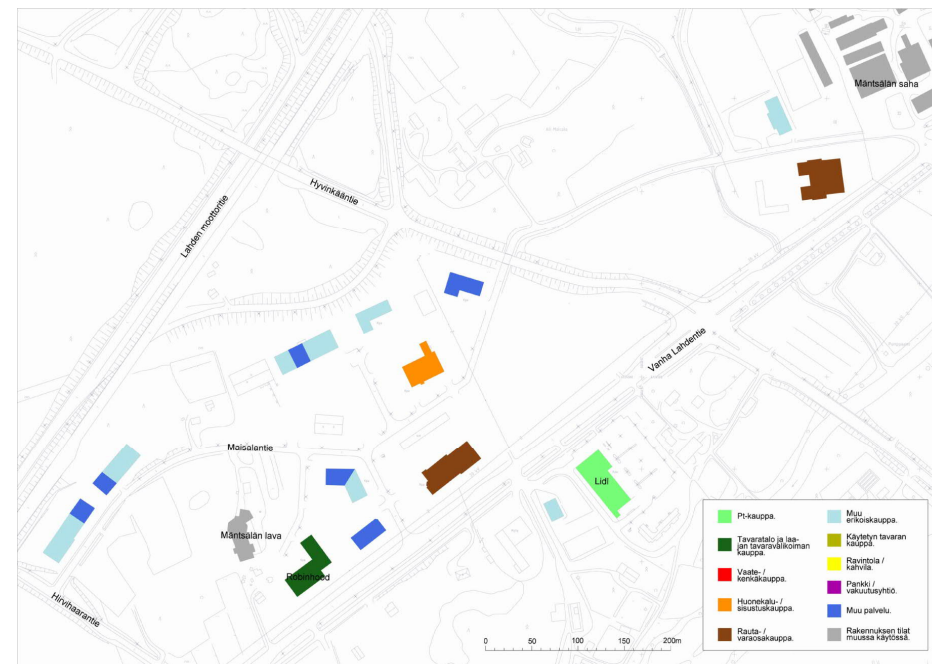 Mäntsälän saha
Hyvinkääntie
Lahden moottoritie
Vanha Lahdentie
Maisalantie
Lidl
Mäntsälän lava
Robinhood
Hirvihaarantie
Pt-kauppa.
Tavaratalo ja laa-
jan tavaravalikoiman
kauppa.
Vaate- /
kenkäkauppa.
Huonekalu- /
sisustuskauppa.
Rauta- /
varaosakauppa.
Muu
erikoiskauppa.
Käytetyn tavaran
kauppa.
Ravintola /
kahvila.
Pankki /
vakuutusyhtiö.
Muu palvelu.
Rakennuksen tilat
muussa käytössä.
0 50 100 150 200m